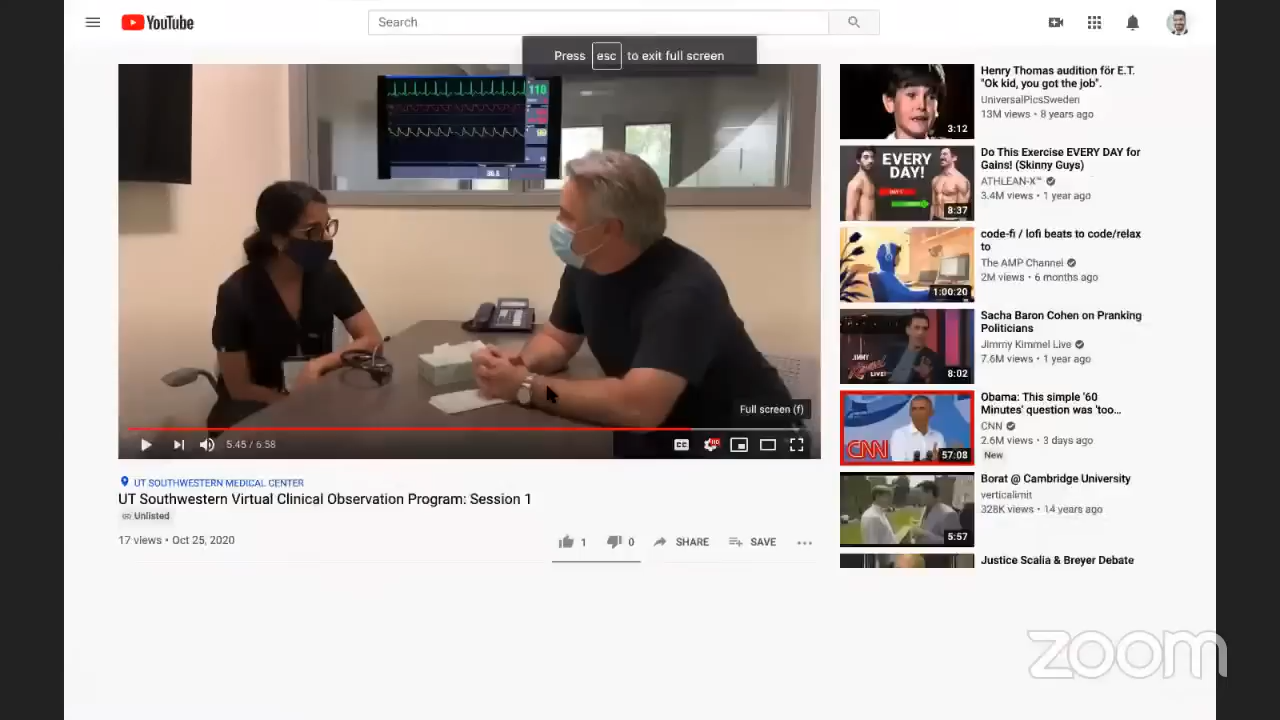 YouTube
Search
Press esc to exit full screen
110
Full screen (f)
5:45 / 6:58
CC
HD
UT SOUTHWESTERN MEDICAL CENTER
UT Southwestern Virtual Clinical Observation Program: Session 1
Unlisted
17 views • Oct 25, 2020
1
0
SHARE
SAVE
Henry Thomas audition för E.T.
"Ok kid, you got the job".
UniversalPicsSweden
13M views • 8 years ago
3:12
EVERY
DAY!
8:37
Do This Exercise EVERY DAY for
Gains! (Skinny Guys)
ATHLEAN-X™
3.4M views • 1 year ago
code-fi / lofi beats to code/relax
to
The AMP Channel
2M views • 6 months ago
1:00:20
Sacha Baron Cohen on Pranking
Politicians
Jimmy Kimmel Live
7.6M views • 1 year ago
JIMMY
KIMMEL
LIVE!
8:02
Obama: This simple '60
Minutes' question was 'too...
CNN
2.6M views • 3 days ago
New
CNN
57:08
Borat @ Cambridge University
verticalimit
328K views • 14 years ago
5:57
Justice Scalia & Breyer Debate
zoom